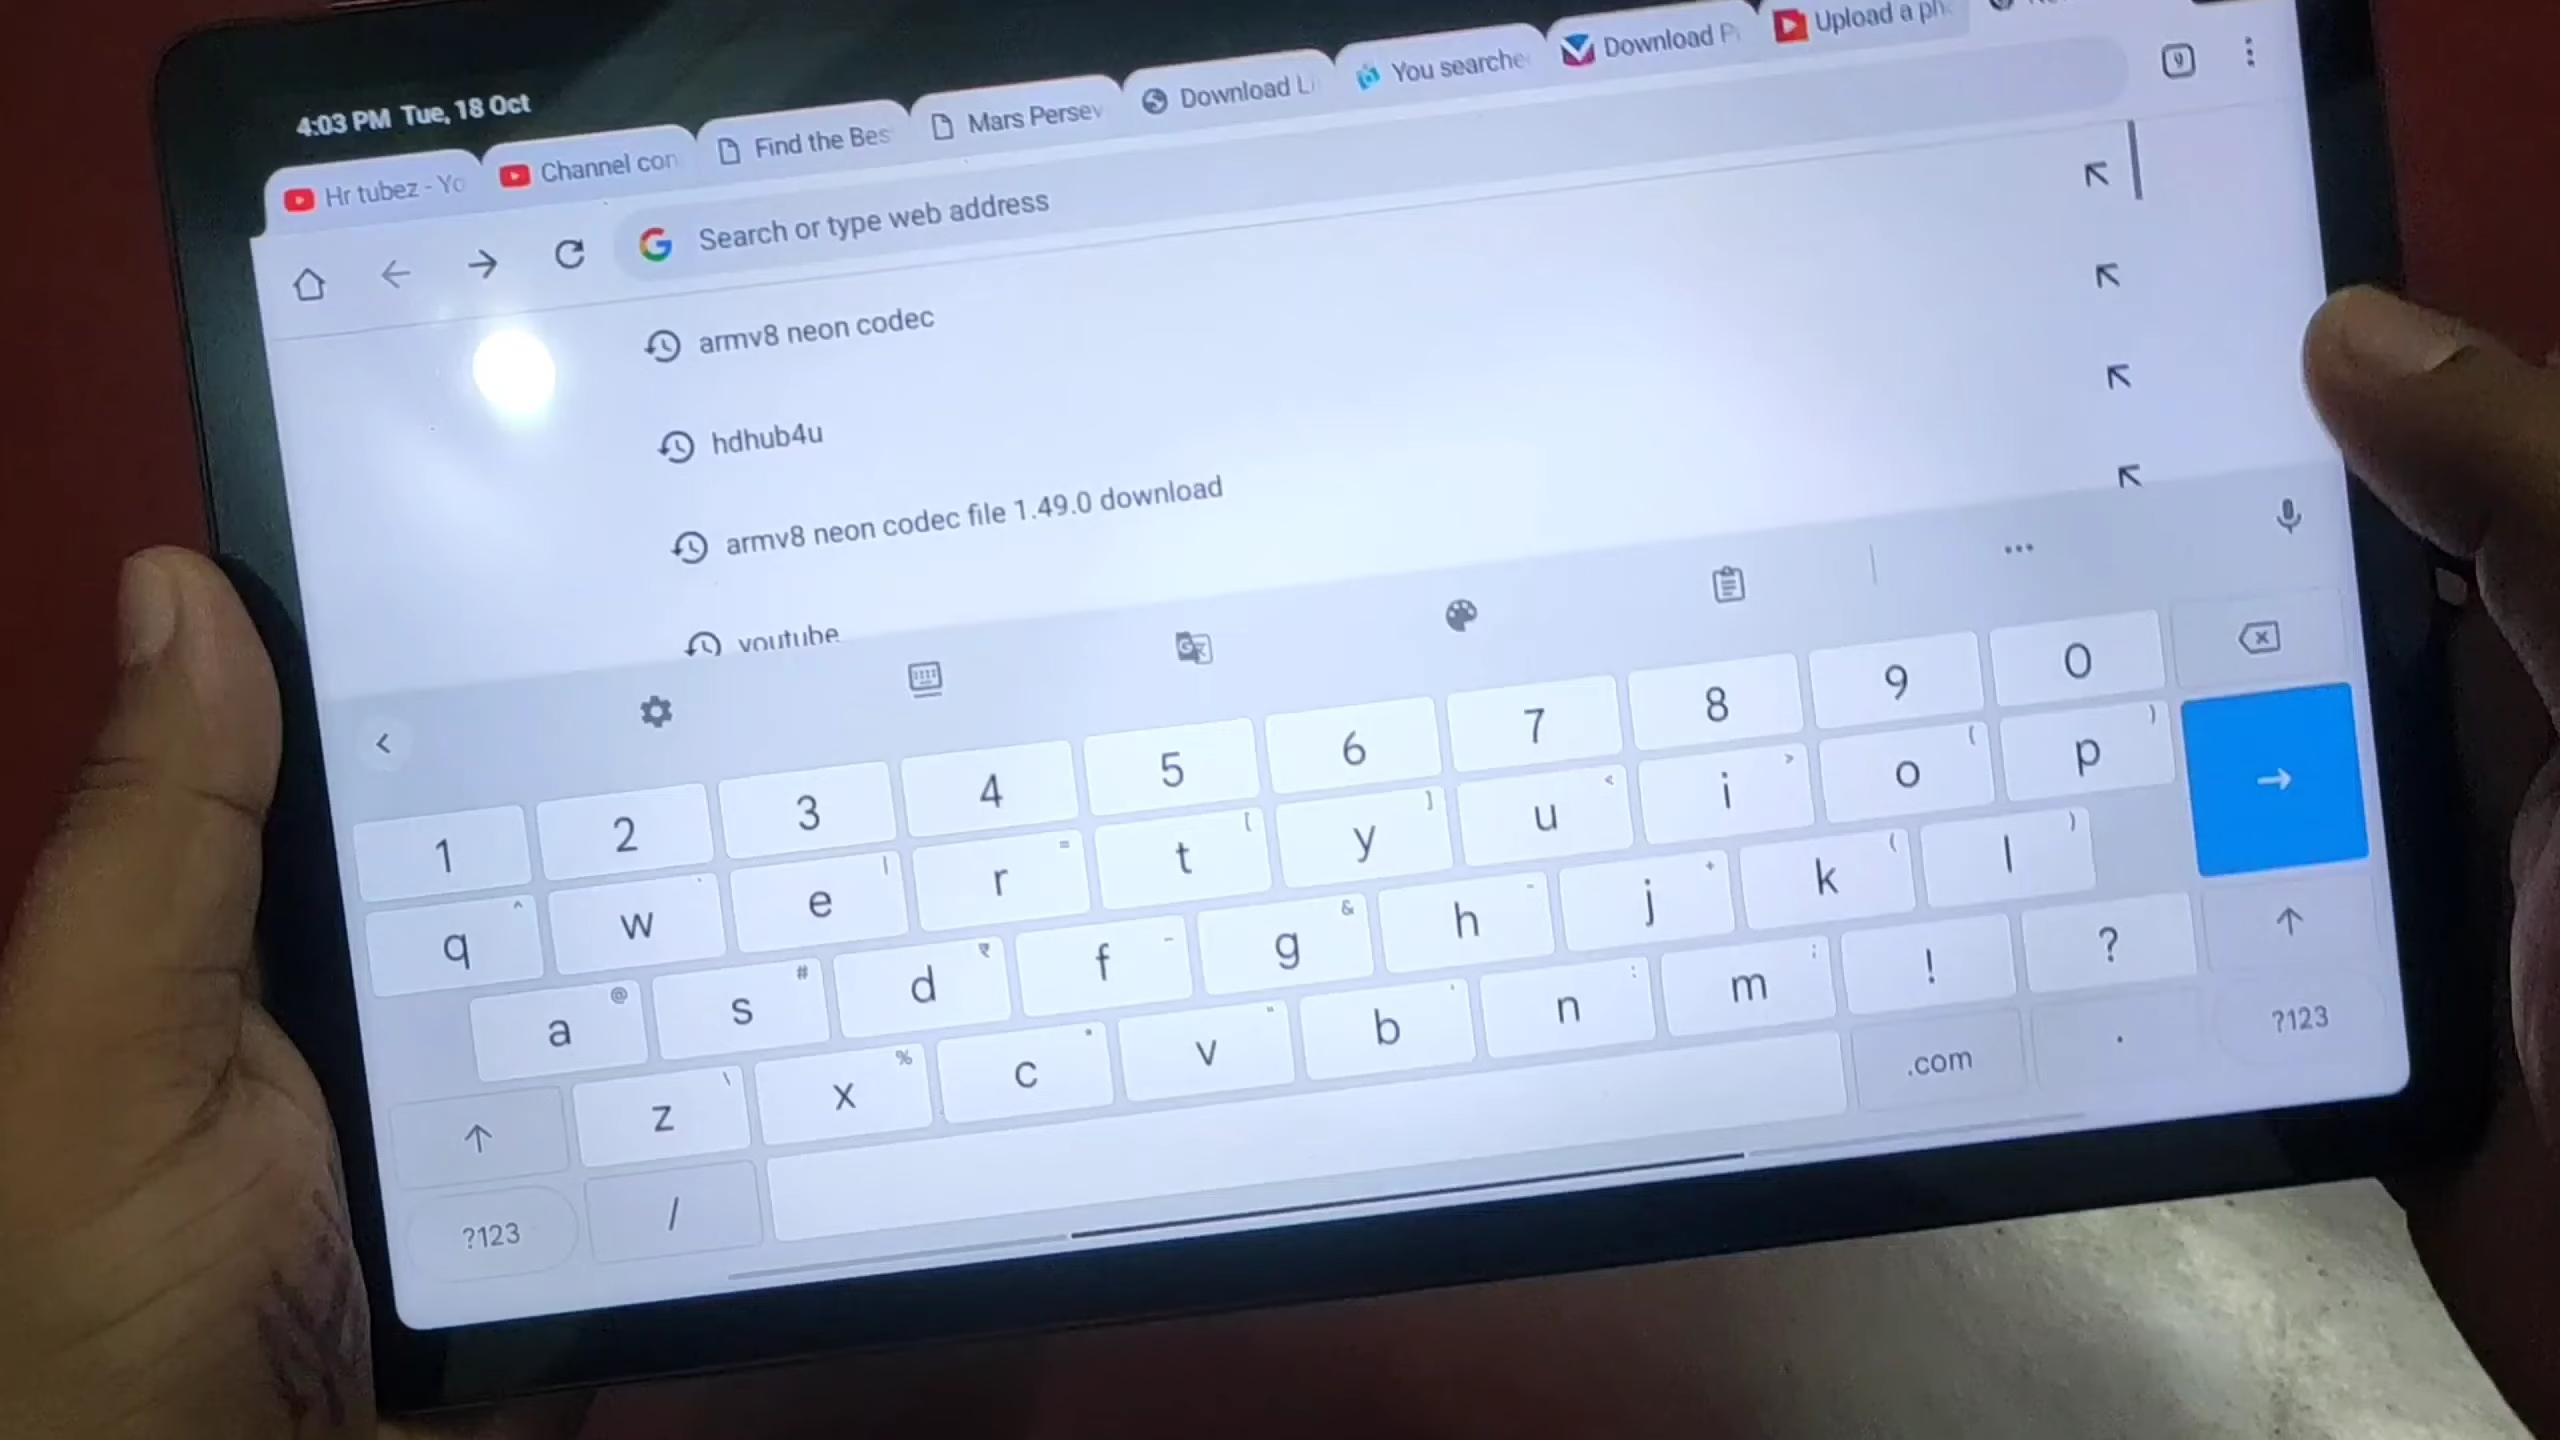 4:03 PM Tue, 18 Oct
Hr tubez - Yo
Channel con
Find the Bes
Mars Persev
Download Li
You searche
Download P
Upload a ph
9
Search or type web address
armv8 neon codec
hdhub4u
armv8 neon codec file 1.49.0 download
youtube
1 2 3 4 5 6 7 8 9 0
q w e r t y u i o p
a s d f g h j k l
z x c v b n m ! ?
?123 / .com . ?123